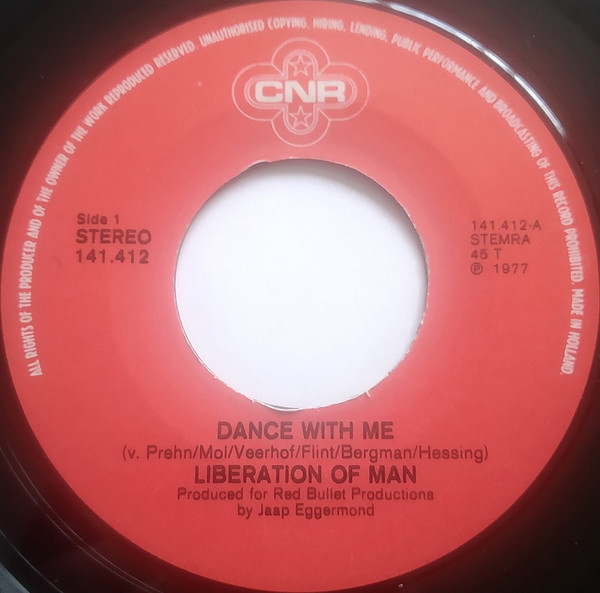 ALL RIGHTS OF THE PRODUCER AND OF THE OWNER OF THE WORK REPRODUCED RESERVED. UNAUTHORISED COPYING, HIRING, LENDING, PUBLIC PERFORMANCE AND BROADCASTING OF THIS RECORD PROHIBITED. MADE IN HOLLAND.
CNR
Side 1
STEREO
141.412
141.412-A
STEMRA
45 T
℗ 1977
DANCE WITH ME
(v. Prehn/Mol/Veerhof/Flint/Bergman/Hessing)
LIBERATION OF MAN
Produced for Red Bullet Productions
by Jaap Eggermond